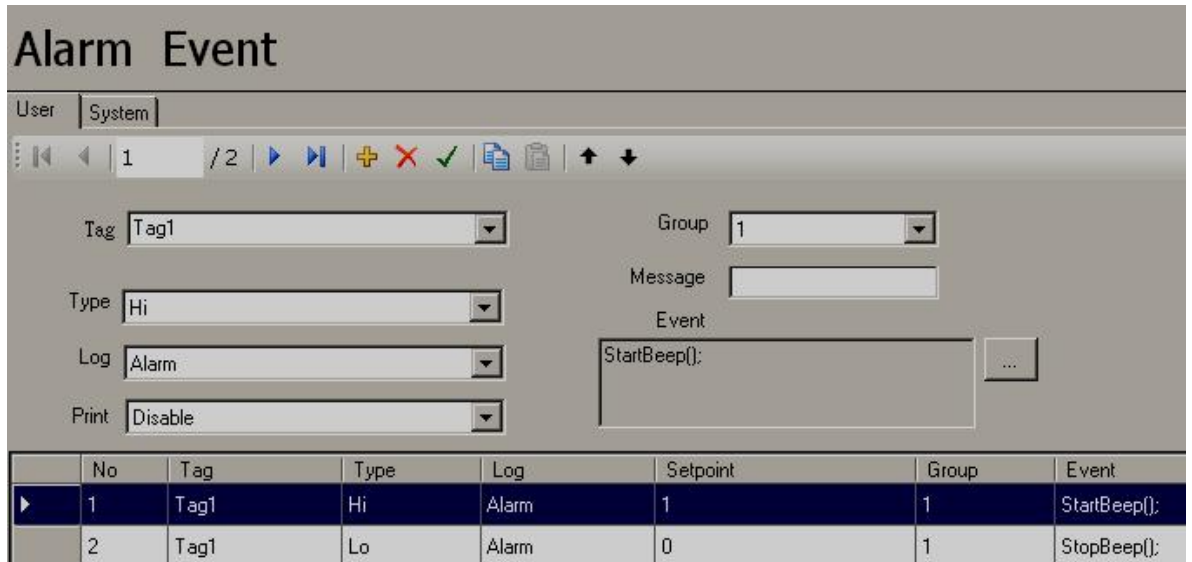 Alarm Event
User System
1 / 2
Tag Tag1 Group 1
Message
Type Hi
Event
Log Alarm StartBeep(); ...
Print Disable
No Tag Type Log Setpoint Group Event
1 Tag1 Hi Alarm 1 1 StartBeep();
2 Tag1 Lo Alarm 0 1 StopBeep();